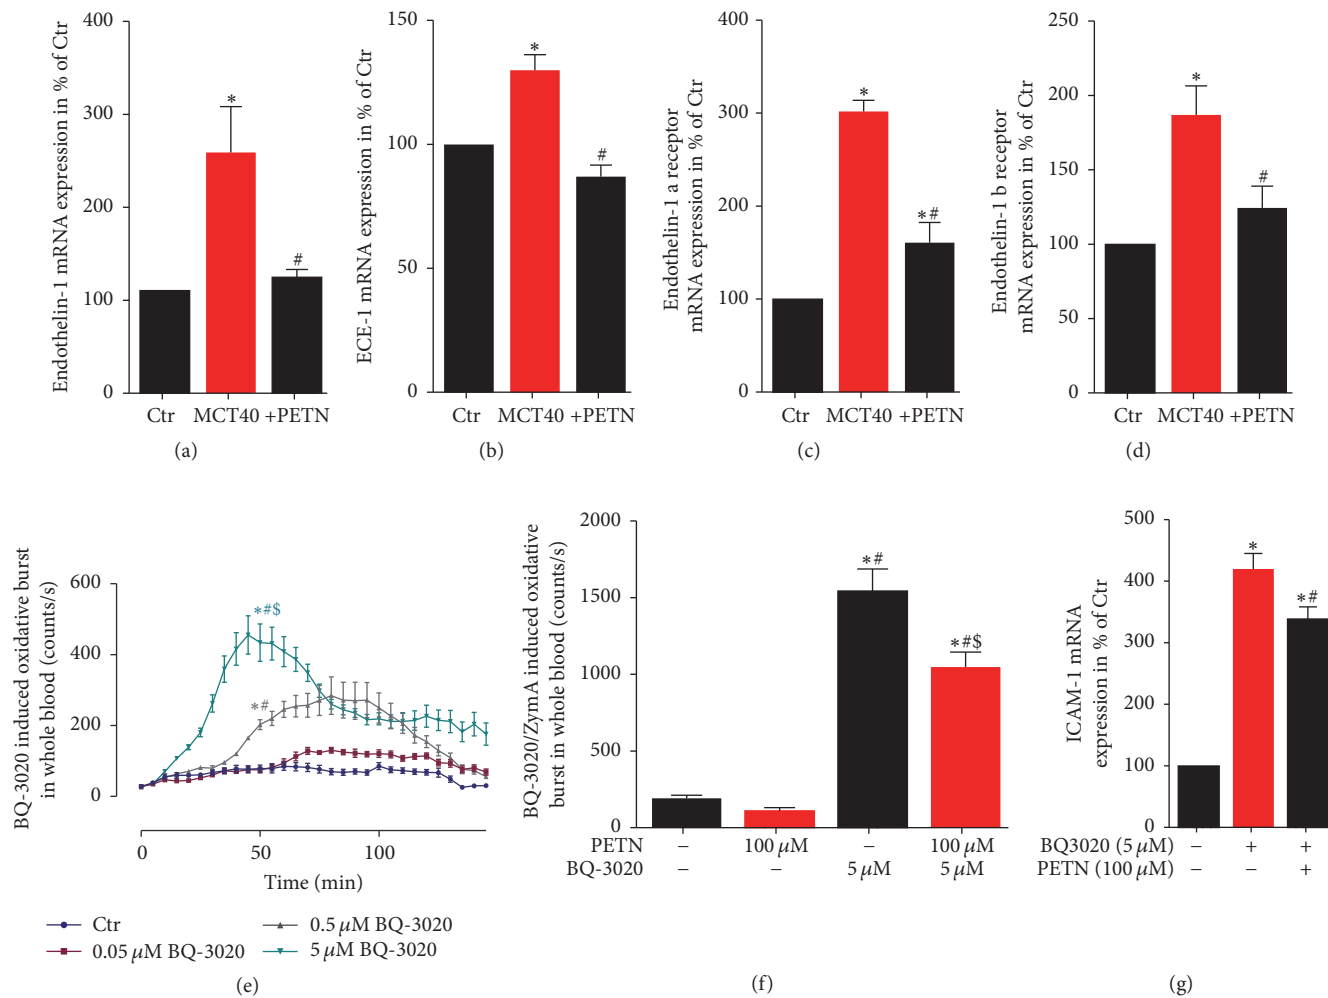 Endothelin-1 mRNA expression in % of Ctr
400
300
200
100
0
*
#
Ctr MCT40 +PETN
(a)
ECE-1 mRNA expression in % of Ctr
150
100
50
0
*
#
Ctr MCT40 +PETN
(b)
Endothelin-1 a receptor
mRNA expression in % of Ctr
400
300
200
100
0
*
*#
Ctr MCT40 +PETN
(c)
Endothelin-1 b receptor
mRNA expression in % of Ctr
250
200
150
100
50
0
*
#
Ctr MCT40 +PETN
(d)
BQ-3020 induced oxidative burst
in whole blood (counts/s)
600
400
200
0
*#$
*#
0 50 100
Time (min)
Ctr
0.05 μM BQ-3020
0.5 μM BQ-3020
5 μM BQ-3020
(e)
BQ-3020/ZymA induced oxidative
burst in whole blood (counts/s)
2000
1500
1000
500
0
*#
*#$
PETN − 100 μM − 100 μM
BQ-3020 − − 5 μM 5 μM
(f)
ICAM-1 mRNA
expression in % of Ctr
500
400
300
200
100
0
*
*#
BQ3020 (5 μM) − + +
PETN (100 μM) − − +
(g)